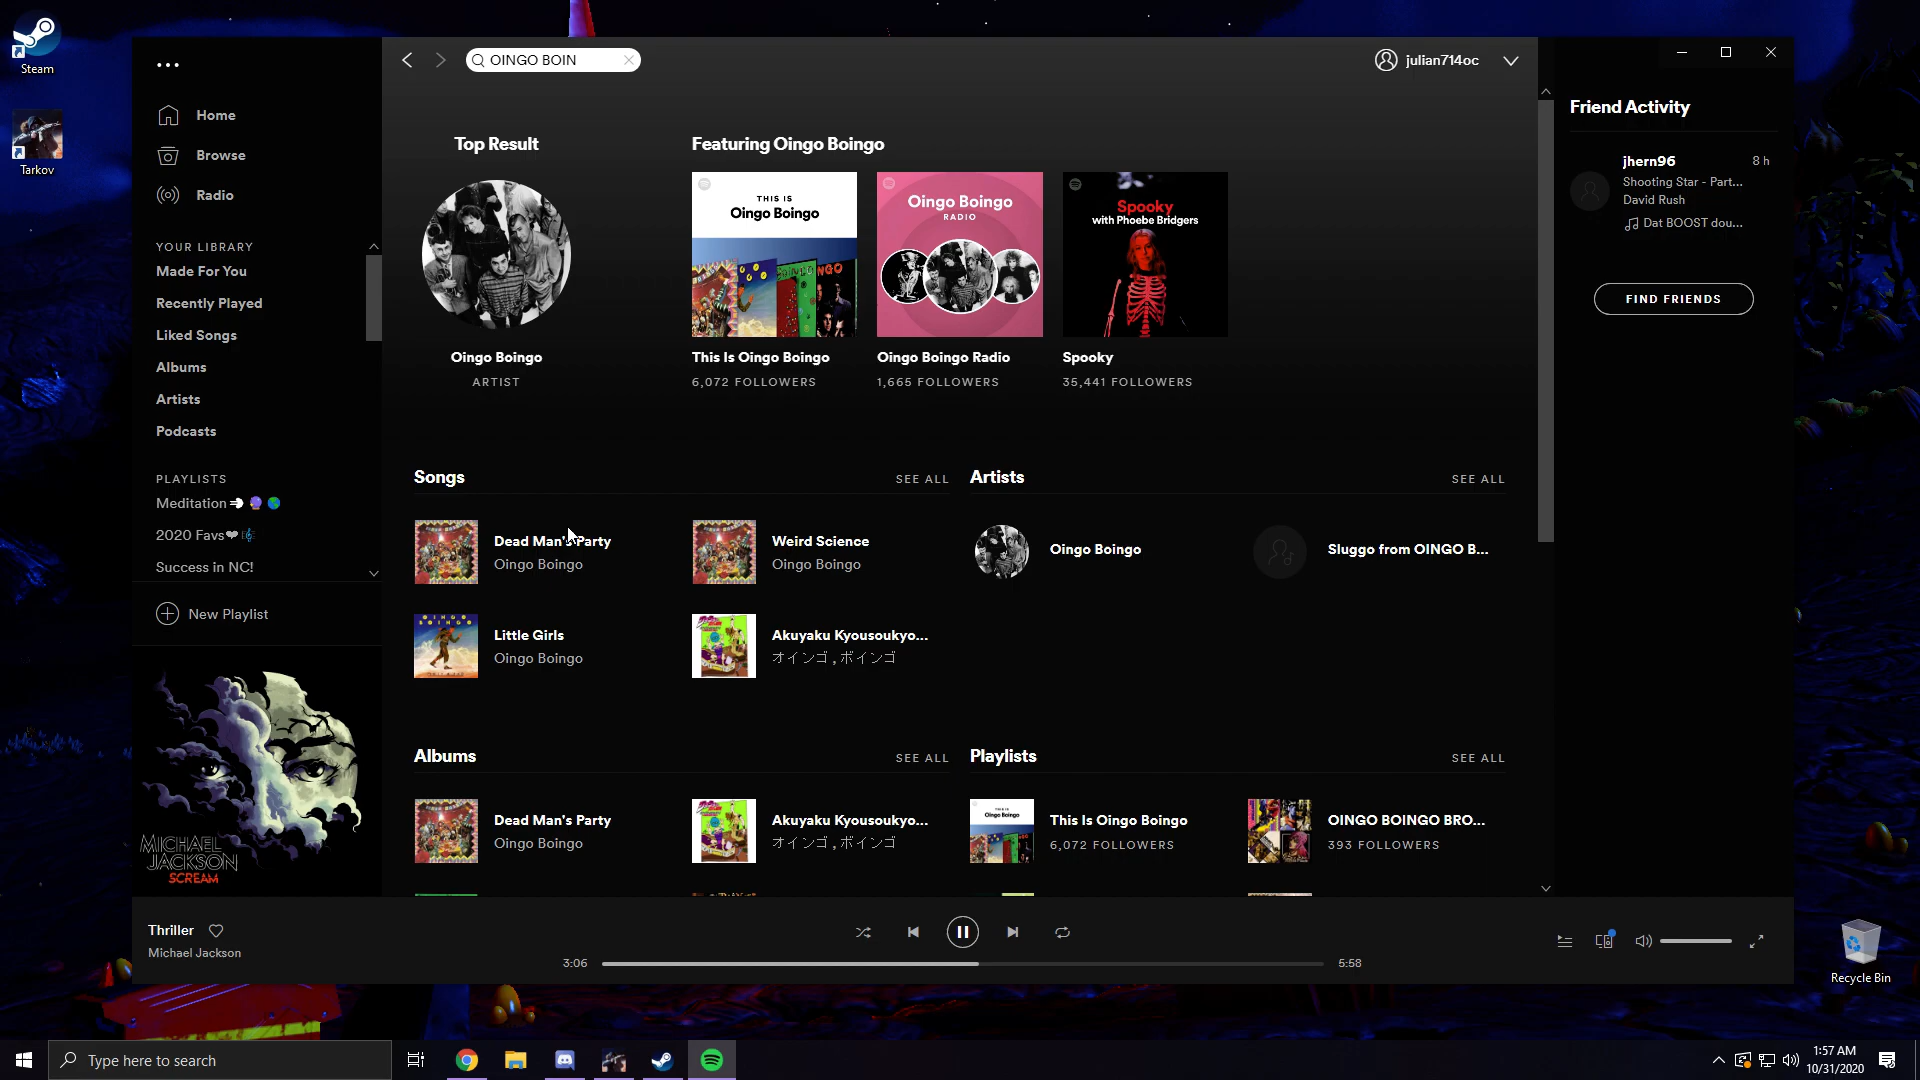 Steam
Tarkov
OINGO BOIN
julian714oc
Home
Browse
Radio
YOUR LIBRARY
Made For You
Recently Played
Liked Songs
Albums
Artists
Podcasts
PLAYLISTS
Meditation
2020 Favs❤🎼
Success in NC!
New Playlist
MICHAEL
JACKSON
SCREAM
Top Result
Oingo Boingo
ARTIST
Featuring Oingo Boingo
THIS IS
Oingo Boingo
This Is Oingo Boingo
6,072 FOLLOWERS
Oingo Boingo
RADIO
Oingo Boingo Radio
1,665 FOLLOWERS
Spooky
with Phoebe Bridgers
Spooky
35,441 FOLLOWERS
Songs
SEE ALL
Dead Man's Party
Oingo Boingo
Weird Science
Oingo Boingo
Little Girls
Oingo Boingo
Akuyaku Kyousoukyo...
オインゴ , ボインゴ
Artists
SEE ALL
Oingo Boingo
Sluggo from OINGO B...
Albums
SEE ALL
Dead Man's Party
Oingo Boingo
Akuyaku Kyousoukyo...
オインゴ , ボインゴ
Playlists
SEE ALL
THIS IS
Oingo Boingo
This Is Oingo Boingo
6,072 FOLLOWERS
OINGO BOINGO BRO...
393 FOLLOWERS
Friend Activity
jhern96
8 h
Shooting Star - Part...
David Rush
Dat BOOST dou...
FIND FRIENDS
Thriller
Michael Jackson
3:06
5:58
Recycle Bin
Type here to search
1:57 AM
10/31/2020